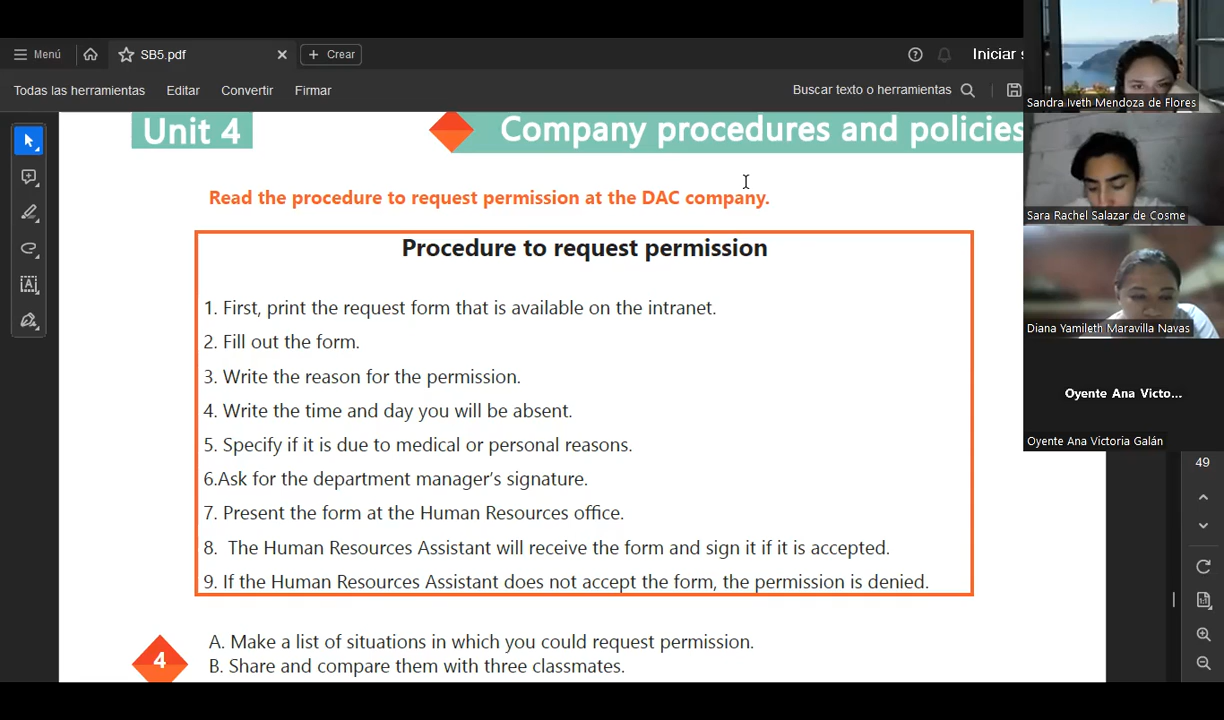 Menú
SB5.pdf
Crear
Iniciar s
Todas las herramientas
Editar
Convertir
Firmar
Buscar texto o herramientas
Unit 4
Company procedures and policies
Read the procedure to request permission at the DAC company.
Procedure to request permission
1. First, print the request form that is available on the intranet.
2. Fill out the form.
3. Write the reason for the permission.
4. Write the time and day you will be absent.
5. Specify if it is due to medical or personal reasons.
6.Ask for the department manager’s signature.
7. Present the form at the Human Resources office.
8. The Human Resources Assistant will receive the form and sign it if it is accepted.
9. If the Human Resources Assistant does not accept the form, the permission is denied.
4
A. Make a list of situations in which you could request permission.
B. Share and compare them with three classmates.
Sandra Iveth Mendoza de Flores
Sara Rachel Salazar de Cosme
Diana Yamileth Maravilla Navas
Oyente Ana Victo...
Oyente Ana Victoria Galán
49